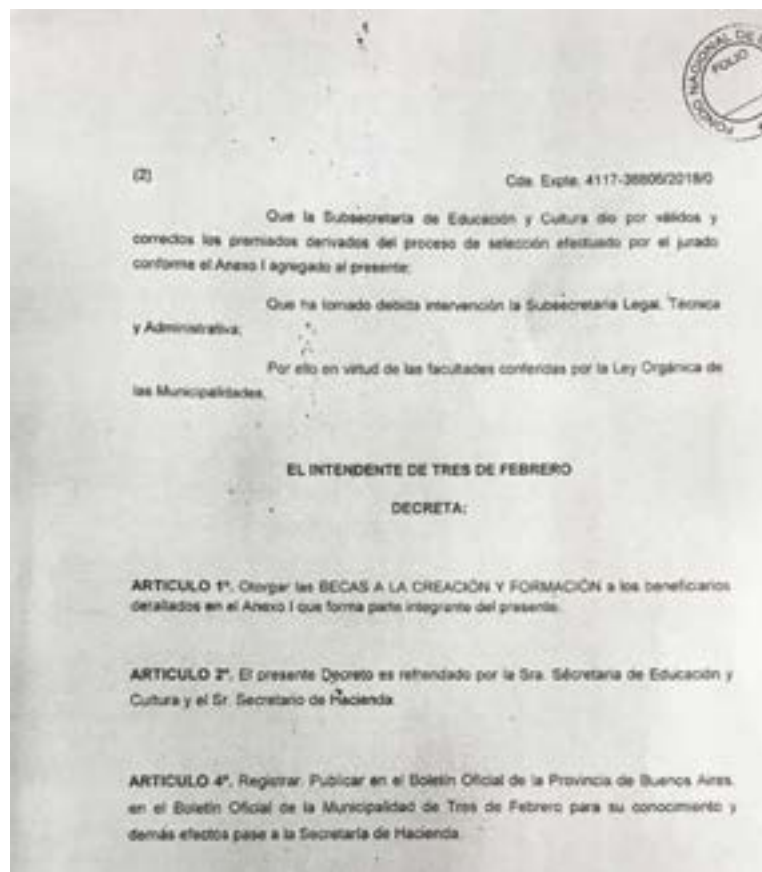 NACIONAL DE
FOLIO
FONDO
(2)
Cde. Expte. 4117-36806/2018/0
Que la Subsecretaría de Educación y Cultura dio por válidos y
correctos los premiados derivados del proceso de selección efectuado por el jurado
conforme el Anexo I agregado al presente;
Que ha tomado debida intervención la Subsecretaría Legal, Técnica
y Administrativa;
Por ello en virtud de las facultades conferidas por la Ley Orgánica de
las Municipalidades,
EL INTENDENTE DE TRES DE FEBRERO
DECRETA:
ARTICULO 1º. Otorgar las BECAS A LA CREACIÓN Y FORMACIÓN a los beneficiarios
detallados en el Anexo I que forma parte integrante del presente.
ARTICULO 2º. El presente Decreto es refrendado por la Sra. Secretaria de Educación y
Cultura y el Sr. Secretario de Hacienda
ARTICULO 4º. Registrar. Publicar en el Boletín Oficial de la Provincia de Buenos Aires,
en el Boletín Oficial de la Municipalidad de Tres de Febrero para su conocimiento y
demás efectos pase a la Secretaría de Hacienda.